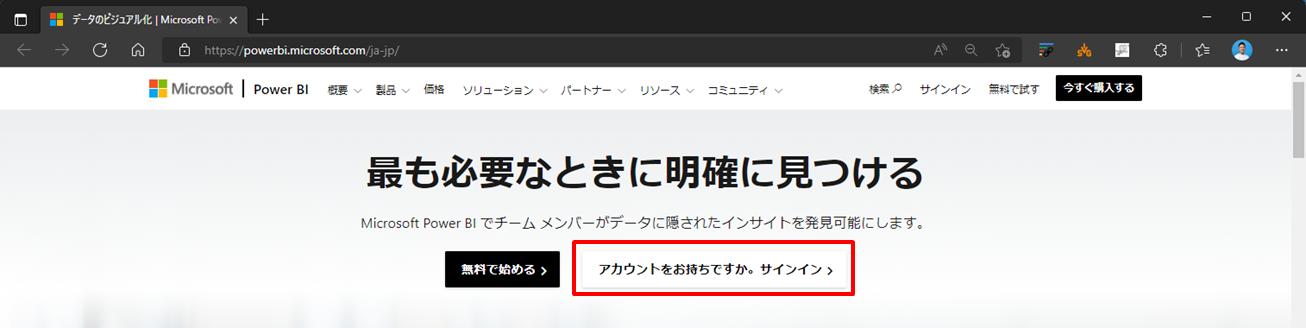 データのビジュアル化 | Microsoft Pow
https://powerbi.microsoft.com/ja-jp/
Microsoft | Power BI 概要 製品 価格 ソリューション パートナー リソース コミュニティ 検索 サインイン 無料で試す 今すぐ購入する
最も必要なときに明確に見つける
Microsoft Power BI でチーム メンバーがデータに隠されたインサイトを発見可能にします。
無料で始める アカウントをお持ちですか。サインイン